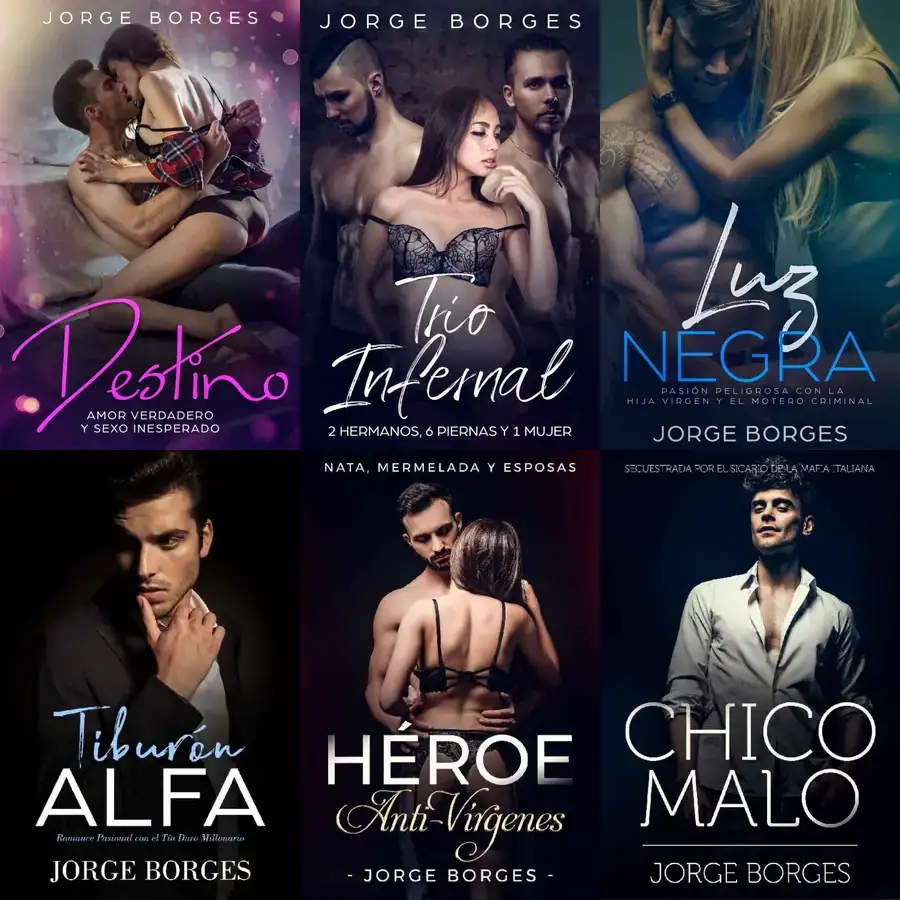 JORGE BORGES
Destino
AMOR VERDADERO
Y SEXO INESPERADO
JORGE BORGES
Trío
Infernal
2 HERMANOS, 6 PIERNAS Y 1 MUJER
Luz
NEGRA
PASIÓN PELIGROSA CON LA
HIJA VIRGEN Y EL MOTERO CRIMINAL
JORGE BORGES
Tiburón
ALFA
Romance Pasional con el Tío Duro Millonario
JORGE BORGES
NATA, MERMELADA Y ESPOSAS
HÉROE
Anti-Vírgenes
- JORGE BORGES -
SECUESTRADA POR EL SICARIO DE LA MAFIA ITALIANA
CHICO
MALO
JORGE BORGES